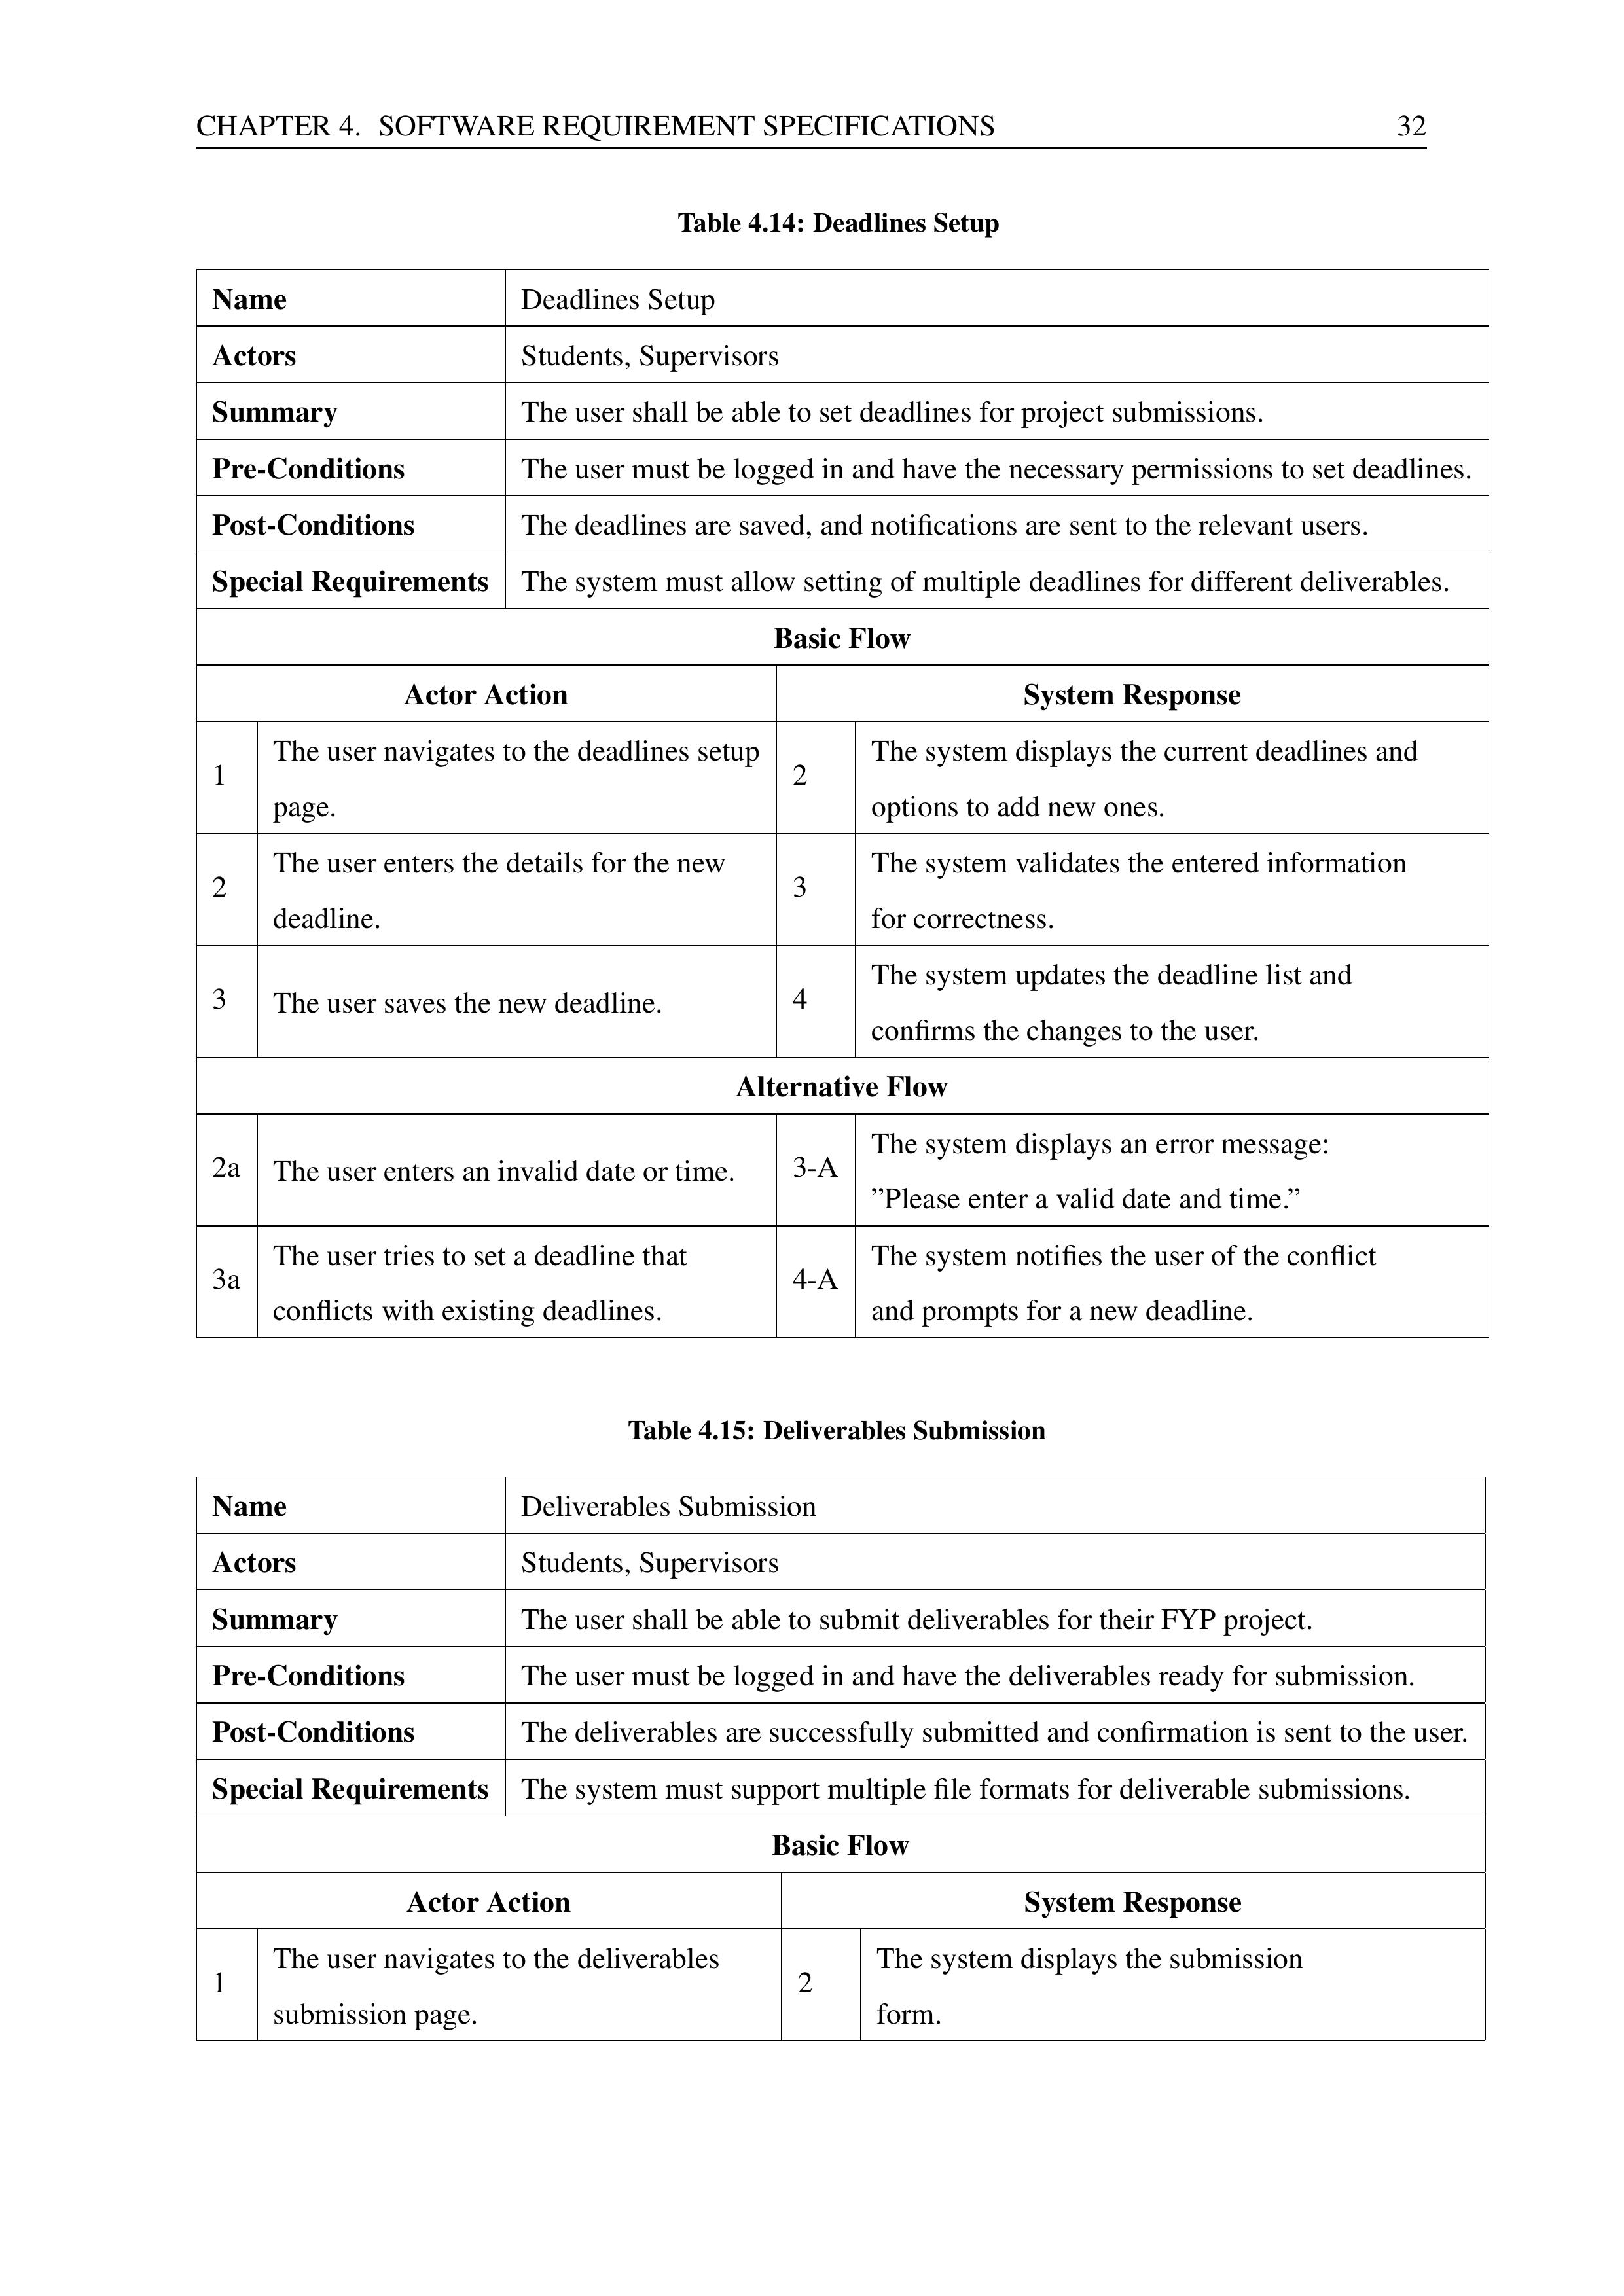 CHAPTER 4. SOFTWARE REQUIREMENT SPECIFICATIONS 32
Table 4.14: Deadlines Setup
Name Deadlines Setup
Actors Students, Supervisors
Summary The user shall be able to set deadlines for project submissions.
Pre-Conditions The user must be logged in and have the necessary permissions to set deadlines.
Post-Conditions The deadlines are saved, and notifications are sent to the relevant users.
Special Requirements The system must allow setting of multiple deadlines for different deliverables.
Basic Flow
Actor Action System Response
1 The user navigates to the deadlines setup
page.
2 The system displays the current deadlines and
options to add new ones.
2 The user enters the details for the new
deadline.
3 The system validates the entered information
for correctness.
3 The user saves the new deadline.
4 The system updates the deadline list and
confirms the changes to the user.
Alternative Flow
2a The user enters an invalid date or time.
3-A The system displays an error message:
”Please enter a valid date and time.”
3a The user tries to set a deadline that
conflicts with existing deadlines.
4-A The system notifies the user of the conflict
and prompts for a new deadline.
Table 4.15: Deliverables Submission
Name Deliverables Submission
Actors Students, Supervisors
Summary The user shall be able to submit deliverables for their FYP project.
Pre-Conditions The user must be logged in and have the deliverables ready for submission.
Post-Conditions The deliverables are successfully submitted and confirmation is sent to the user.
Special Requirements The system must support multiple file formats for deliverable submissions.
Basic Flow
Actor Action System Response
1 The user navigates to the deliverables
submission page.
2 The system displays the submission
form.